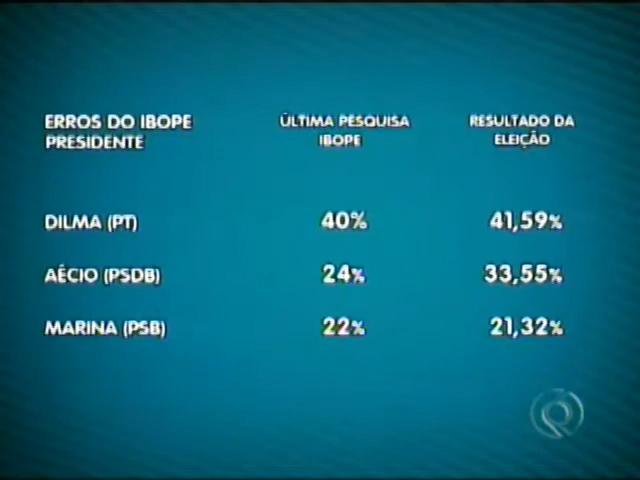 ERROS DO IBOPE
PRESIDENTE
ÚLTIMA PESQUISA
IBOPE
RESULTADO DA
ELEIÇÃO
DILMA (PT) 40% 41,59%
AÉCIO (PSDB) 24% 33,55%
MARINA (PSB) 22% 21,32%